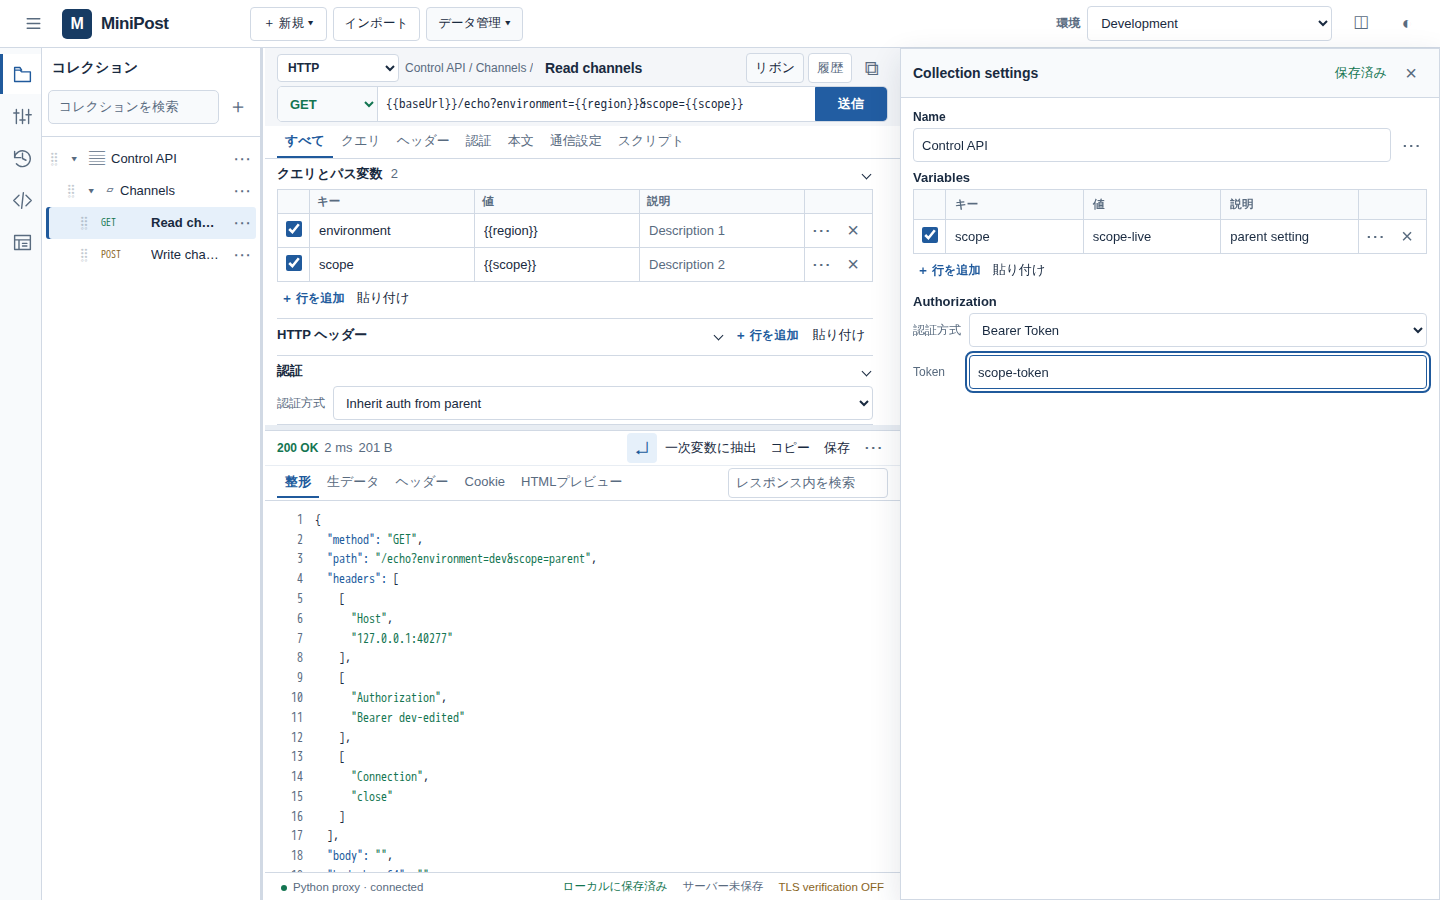 M MiniPost ＋ 新規 ▾ インポート データ管理 ▾ 環境 Development
コレクション
コレクションを検索 +
Control API
Channels
GET Read ch…
POST Write cha…
HTTP Control API / Channels / Read channels リボン 履歴
GET {{baseUrl}}/echo?environment={{region}}&scope={{scope}} 送信
すべて クエリ ヘッダー 認証 本文 通信設定 スクリプト
クエリとパス変数 2
キー 値 説明
environment {{region}} Description 1 ··· ×
scope {{scope}} Description 2 ··· ×
＋ 行を追加 貼り付け
HTTP ヘッダー ＋ 行を追加 貼り付け
認証
認証方式 Inherit auth from parent
200 OK 2 ms 201 B 一次変数に抽出 コピー 保存 ···
整形 生データ ヘッダー Cookie HTMLプレビュー レスポンス内を検索
1 {
2 "method": "GET",
3 "path": "/echo?environment=dev&scope=parent",
4 "headers": [
5 [
6 "Host",
7 "127.0.0.1:40277"
8 ],
9 [
10 "Authorization",
11 "Bearer dev-edited"
12 ],
13 [
14 "Connection",
15 "close"
16 ]
17 ],
18 "body": "",
Python proxy · connected ローカルに保存済み サーバー未保存 TLS verification OFF
Collection settings 保存済み ×
Name
Control API ···
Variables
キー 値 説明
scope scope-live parent setting ··· ×
＋ 行を追加 貼り付け
Authorization
認証方式 Bearer Token
Token scope-token